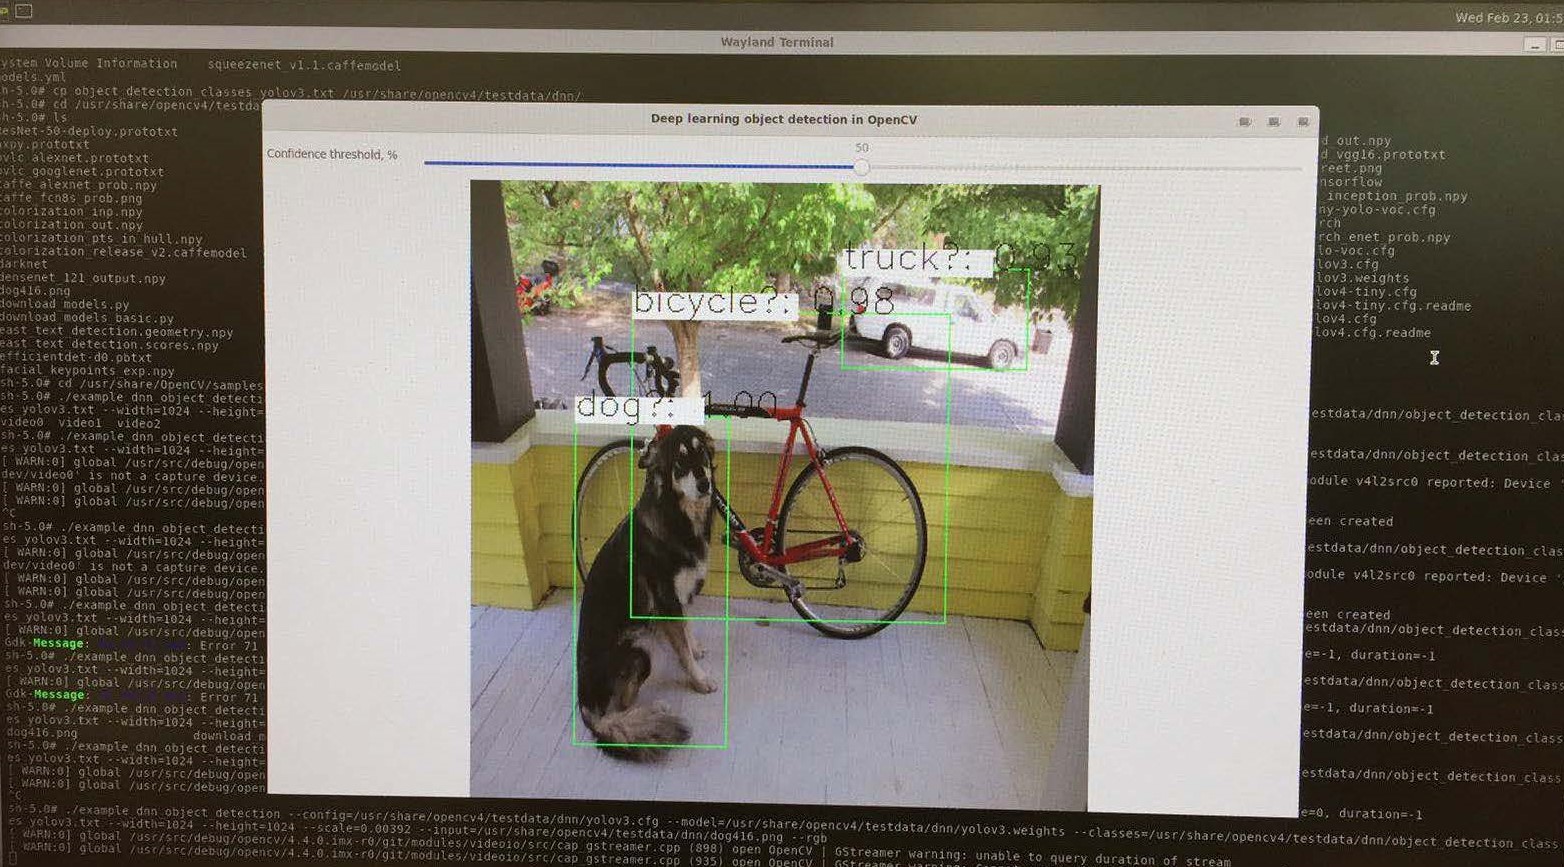 Wed Feb 23, 01:5
Wayland Terminal
ystem Volume Information squeezenet_v1.1.caffemodel
odels.yml
h-5.0# cp object_detection_classes_yolov3.txt /usr/share/opencv4/testdata/dnn/
h-5.0# cd /usr/share/opencv4/testda
h-5.0# ls
esNet-50-deploy.prototxt
xpy.prototxt
vlc_alexnet.prototxt
vlc_googlenet.prototxt
affe_alexnet_prob.npy
affe_fcn8s_prob.png
olorization_inp.npy
olorization_out.npy
olorization_pts_in_hull.npy
colorization_release_v2.caffemodel
darknet
densenet_121_output.npy
dog416.png
download_models.py
download_models_basic.py
east_text_detection.geometry.npy
east_text_detection.scores.npy
efficientdet-d0.pbtxt
facial_keypoints_exp.npy
sh-5.0# cd /usr/share/OpenCV/samples
sh-5.0# ./example_dnn_object_detecti
es_yolov3.txt --width=1024 --height=
video0 video1 video2
sh-5.0# ./example_dnn_object_detecti
es_yolov3.txt --width=1024 --height=
[ WARN:0] global /usr/src/debug/open
dev/video0' is not a capture device.
[ WARN:0] global /usr/src/debug/open
[ WARN:0] global /usr/src/debug/open
^C
sh-5.0# ./example_dnn_object_detecti
es_yolov3.txt --width=1024 --height=
[ WARN:0] global /usr/src/debug/open
dev/video0' is not a capture device.
[ WARN:0] global /usr/src/debug/open
[ WARN:0] global /usr/src/debug/open
sh-5.0# ./example_dnn_object_detecti
es_yolov3.txt --width=1024 --height=
[ WARN:0] global /usr/src/debug/open
Gdk-Message: : Error 71
sh-5.0# ./example_dnn_object_detecti
es_yolov3.txt --width=1024 --height=
[ WARN:0] global /usr/src/debug/open
Gdk-Message: : Error 71
sh-5.0# ./example_dnn_object_detecti
es_yolov3.txt --width=1024 --height=
dog416.png download_m
sh-5.0# ./example_dnn_object_detecti
es_yolov3.txt --width=1024 --height=
[ WARN:0] global /usr/src/debug/open
[ WARN:0] global /usr/src/debug/open
^C
Deep learning object detection in OpenCV
Confidence threshold, %
50
truck?: 0.93
bicycle?: 0.98
dog?: 1.00
d_out.npy
d_vgg16.prototxt
reet.png
nsorflow
_inception_prob.npy
ny-yolo-voc.cfg
rch
rch_enet_prob.npy
lo-voc.cfg
lov3.cfg
lov3.weights
lov4-tiny.cfg
lov4-tiny.cfg.readme
lov4.cfg
lov4.cfg.readme
estdata/dnn/object_detection_cla
estdata/dnn/object_detection_clas
odule v4l2src0 reported: Device '
een created
estdata/dnn/object_detection_clas
odule v4l2src0 reported: Device '
een created
estdata/dnn/object_detection_class
e=-1, duration=-1
estdata/dnn/object_detection_class
e=-1, duration=-1
estdata/dnn/object_detection_class
estdata/dnn/object_detection_class
e=0, duration=-1
sh-5.0# ./example_dnn_object_detection --config=/usr/share/opencv4/testdata/dnn/yolov3.cfg --model=/usr/share/opencv4/testdata/dnn/yolov3.weights --classes=/usr/share/opencv4/testdata/dnn/object_detection_class
es_yolov3.txt --width=1024 --height=1024 --scale=0.00392 --input=/usr/share/opencv4/testdata/dnn/dog416.png --rgb
[ WARN:0] global /usr/src/debug/opencv/4.4.0.imx-r0/git/modules/videoio/src/cap_gstreamer.cpp (898) open OpenCV | GStreamer warning: unable to query duration of stream
[ WARN:0] global /usr/src/debug/opencv/4.4.0.imx-r0/git/modules/videoio/src/cap_gstreamer.cpp (935) open OpenCV | GStreamer warning